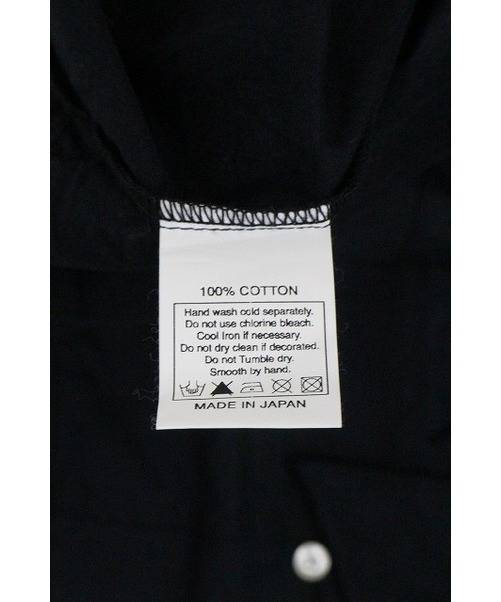 100% COTTON
Hand wash cold separately.
Do not use chlorine bleach.
Cool Iron if necessary.
Do not dry clean if decorated.
Do not Tumble dry.
Smooth by hand.
MADE IN JAPAN